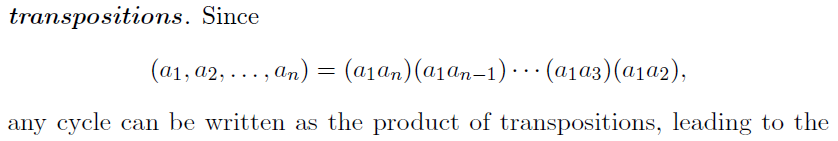 transpositions. Since
(a₁, a₂, . . . , aₙ) = (a₁aₙ)(a₁aₙ₋₁) · · · (a₁a₃)(a₁a₂),
any cycle can be written as the product of transpositions, leading to the